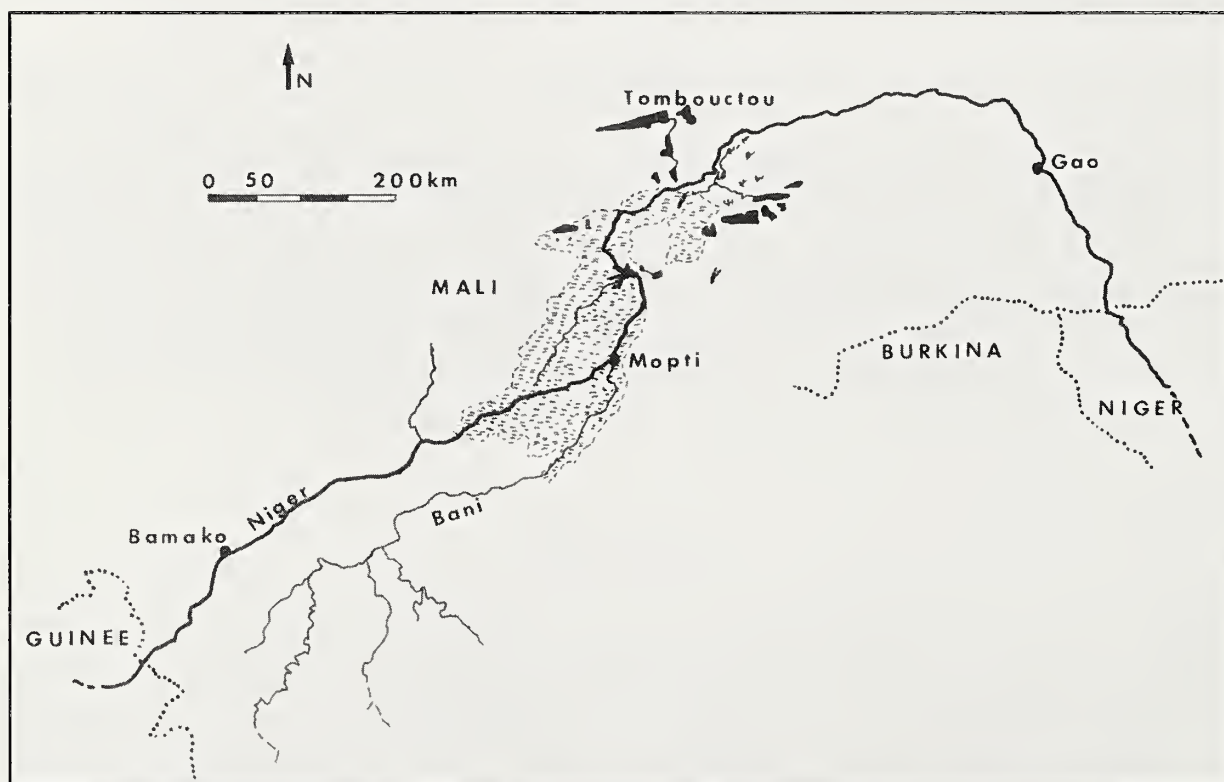 N
Tombouctou
Gao
0 50 200km
MALI
BURKINA
Mopti
NIGER
Niger
Bani
Bamako
GUINEE